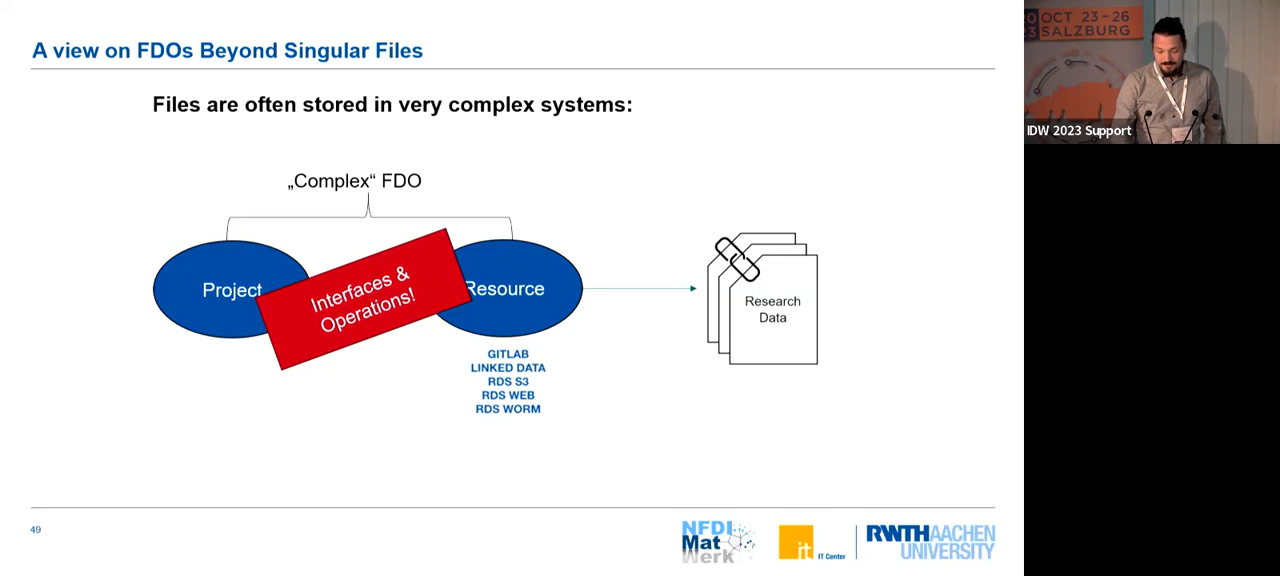 A view on FDOs Beyond Singular Files
Files are often stored in very complex systems:
„Complex“ FDO
Project
Interfaces &
Operations!
Resource
GITLAB
LINKED DATA
RDS S3
RDS WEB
RDS WORM
Research
Data
49
NFDI
Mat
Werk
it
IT Center
RWTHAACHEN
UNIVERSITY
OCT 23-26
SALZBURG
IDW 2023 Support